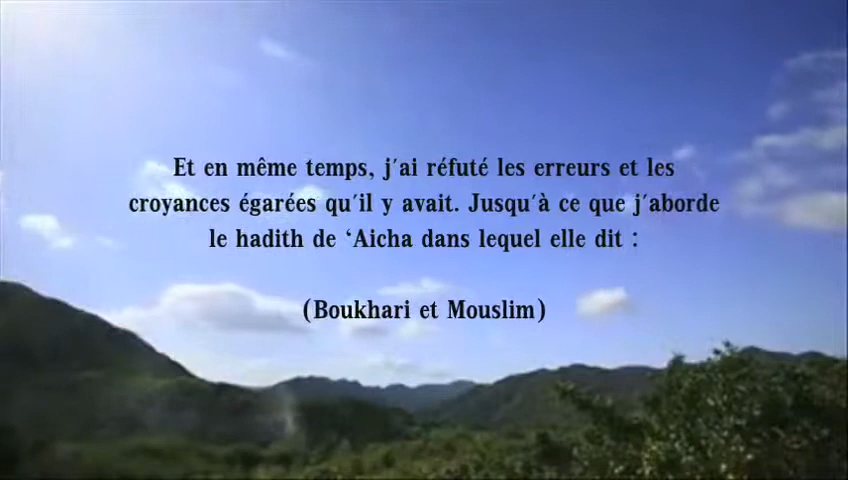 Et en même temps, j'ai réfuté les erreurs et les
croyances égarées qu'il y avait. Jusqu'à ce que j'aborde
le hadith de ‘Aicha dans lequel elle dit :
(Boukhari et Mouslim)